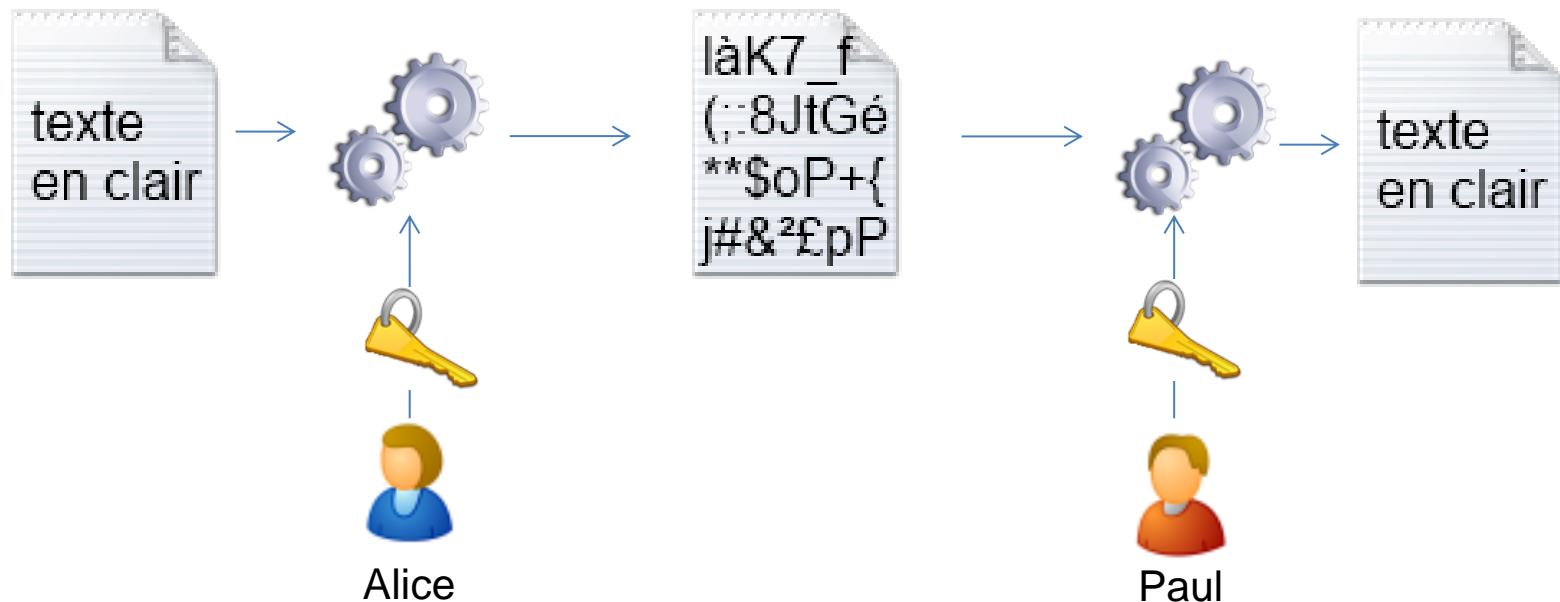 texte
en clair
làK7_f
(;:8JtGé
**$oP+{
j#&²£pP
texte
en clair
Alice
Paul